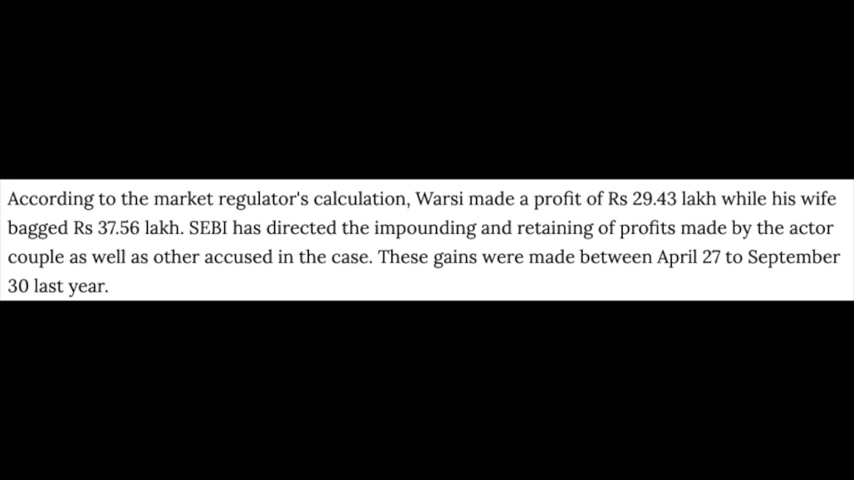 According to the market regulator's calculation, Warsi made a profit of Rs 29.43 lakh while his wife
bagged Rs 37.56 lakh. SEBI has directed the impounding and retaining of profits made by the actor
couple as well as other accused in the case. These gains were made between April 27 to September
30 last year.